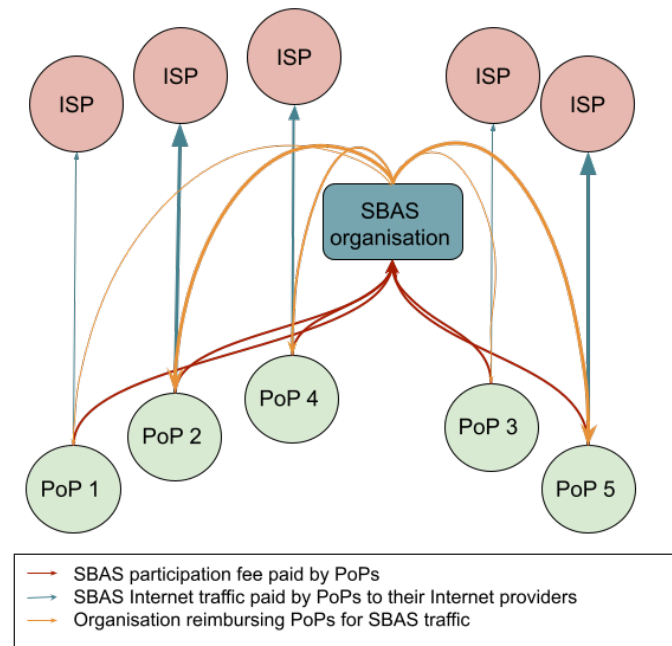 ISP
ISP
ISP
ISP
ISP
SBAS
organisation
PoP 1
PoP 2
PoP 4
PoP 3
PoP 5
SBAS participation fee paid by PoPs
SBAS Internet traffic paid by PoPs to their Internet providers
Organisation reimbursing PoPs for SBAS traffic